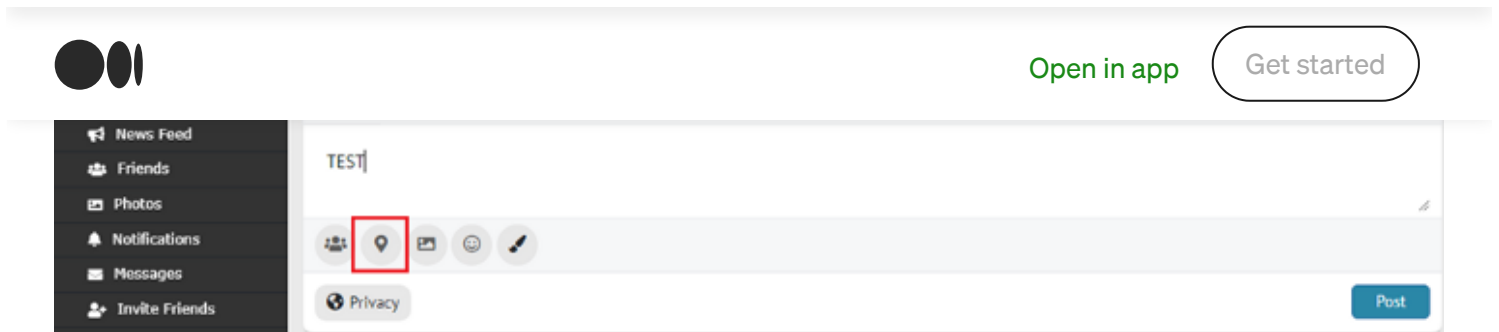 Open in app
Get started
News Feed
Friends
Photos
Notifications
Messages
Invite Friends
TEST
Privacy
Post